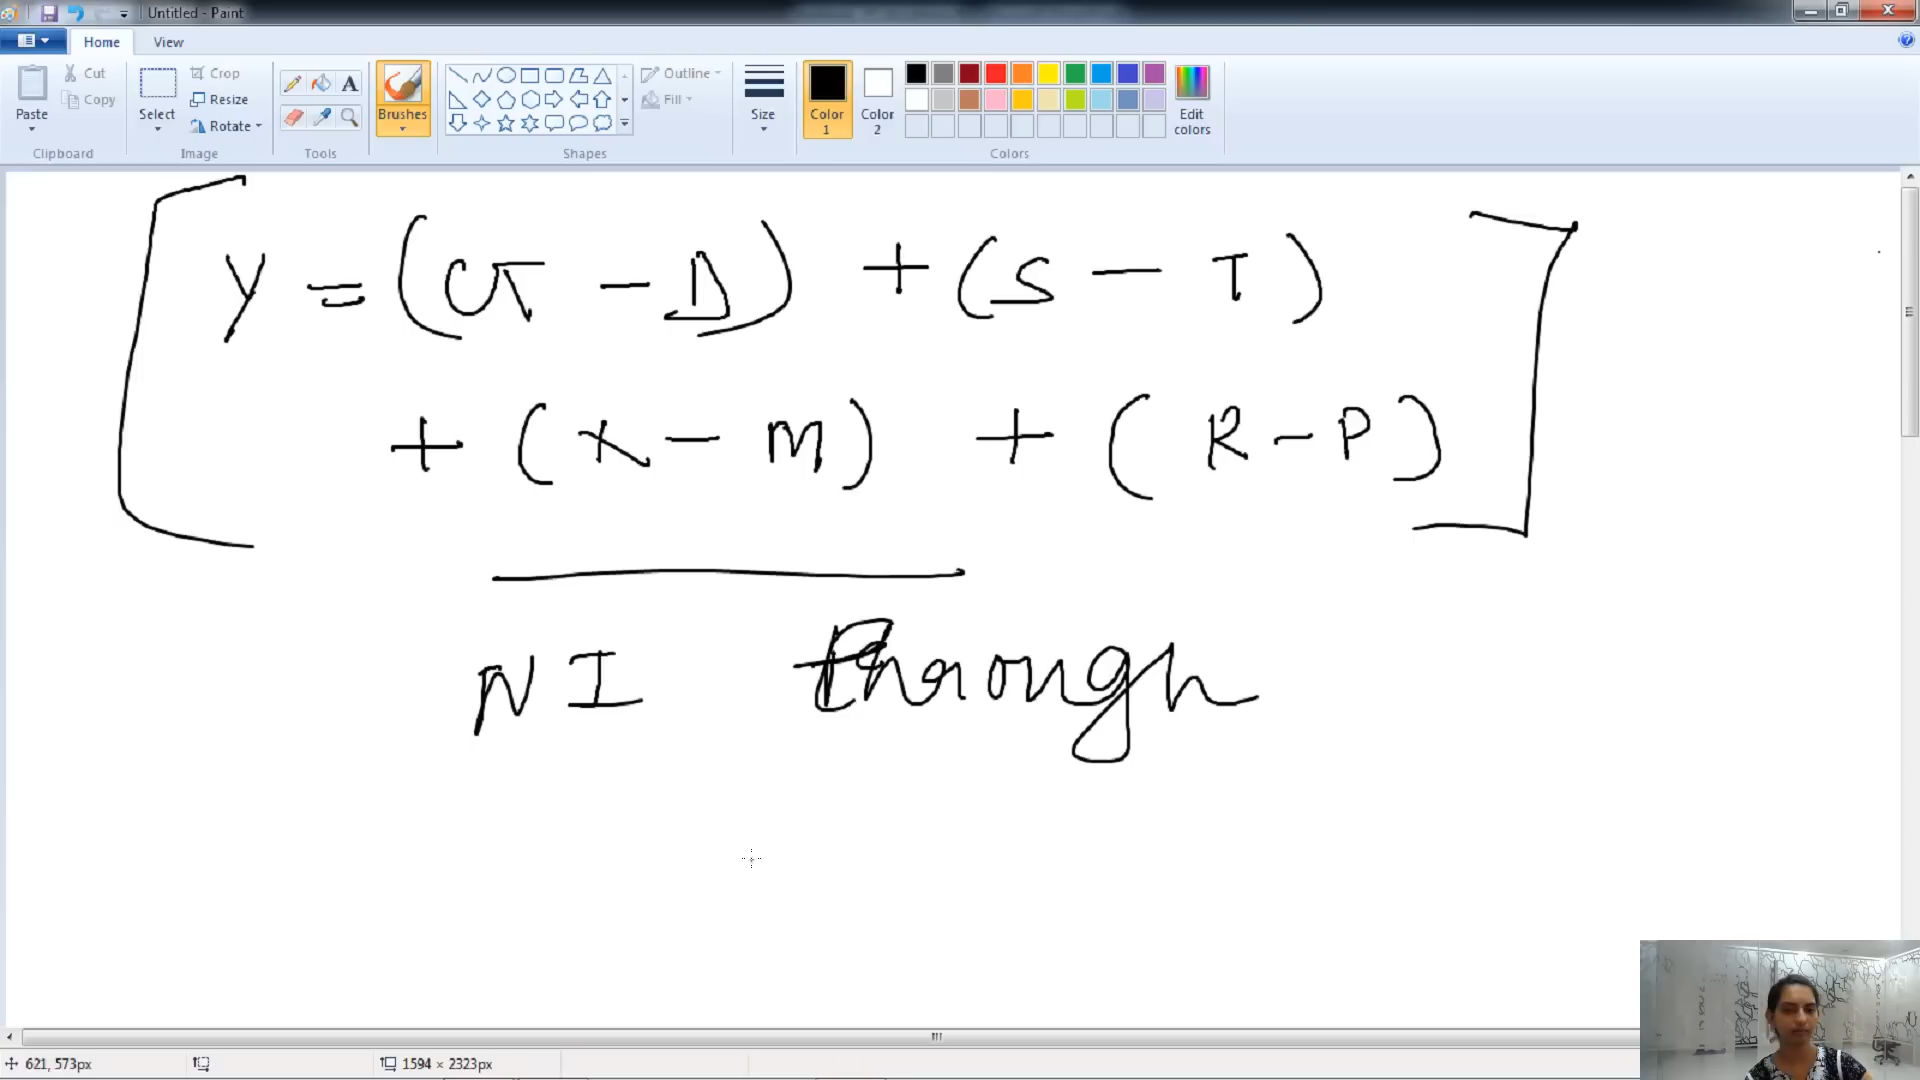 Untitled - Paint
Home View
Paste Cut Copy Clipboard
Select Crop Resize Rotate Image
Tools
Brushes
Shapes
Outline Fill
Size
Color 1 Color 2 Edit colors Colors
+ (S - T)
+ (X - M) + (R - P)
NI through
621, 573px 1594 × 2323px